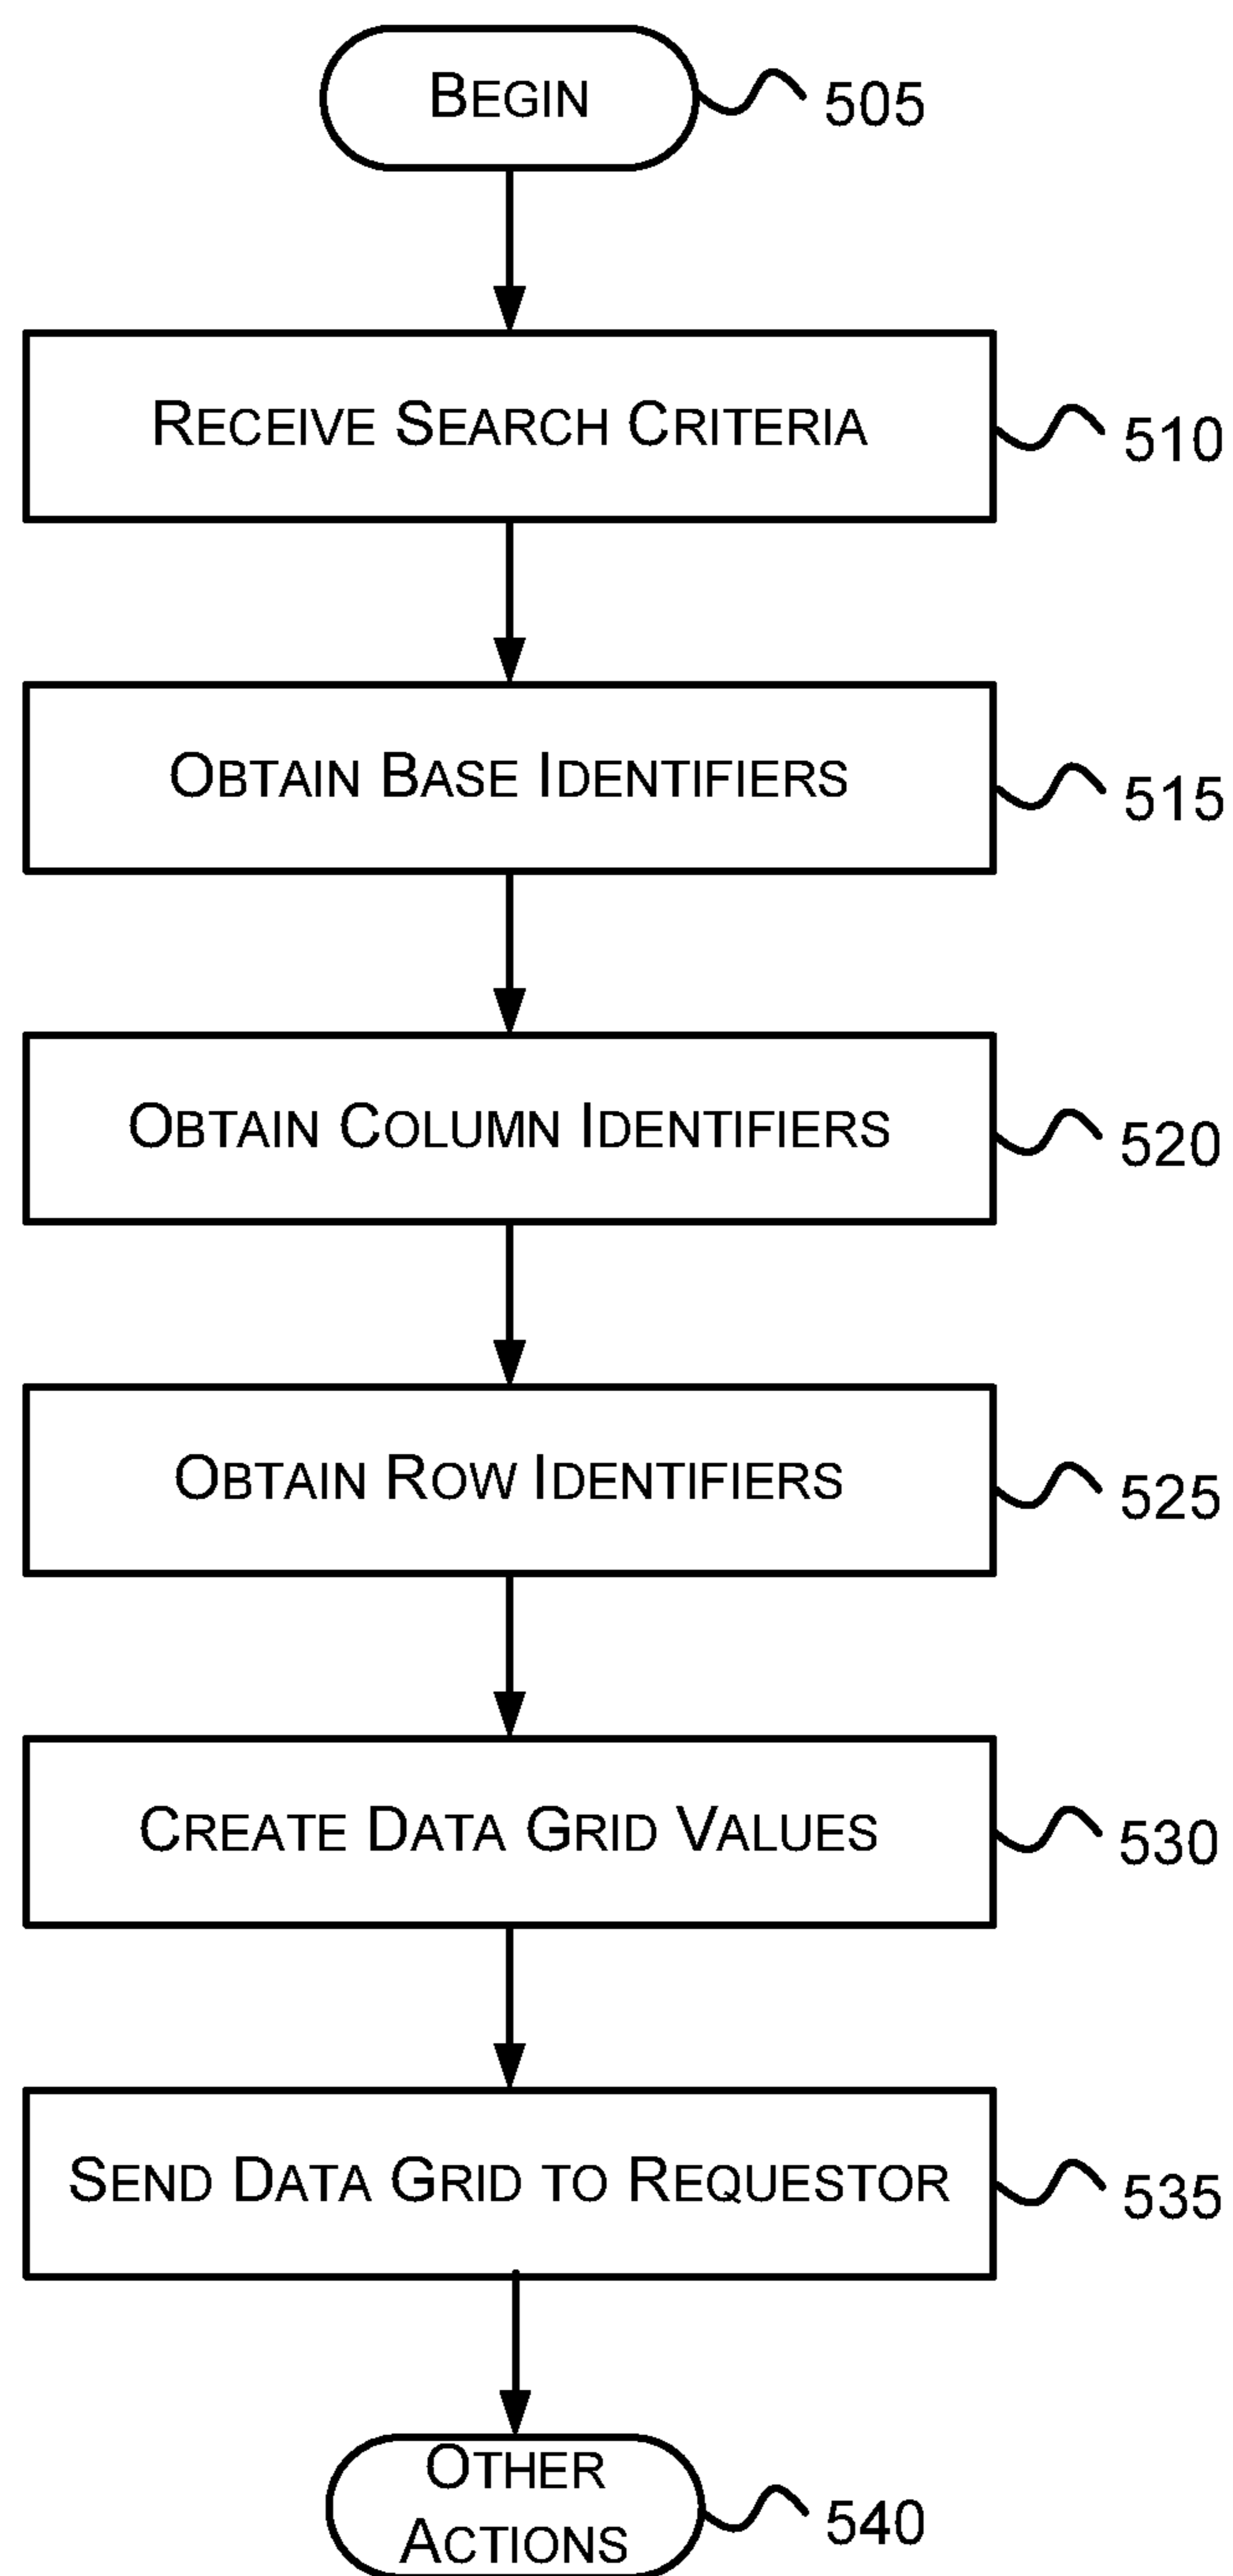 BEGIN
505
RECEIVE SEARCH CRITERIA
510
OBTAIN BASE IDENTIFIERS
515
OBTAIN COLUMN IDENTIFIERS
520
OBTAIN ROW IDENTIFIERS
525
CREATE DATA GRID VALUES
530
SEND DATA GRID TO REQUESTOR
535
OTHER
ACTIONS
540